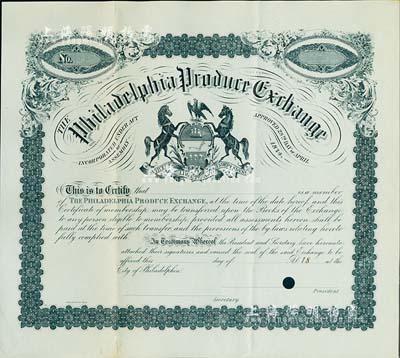 No.
THE Philadelphia Produce Exchange
INCORPORATED UNDER ACT OF ASSEMBLY
APPROVED 29TH DAY APRIL 1874.
This is to Certify that is a member
of THE PHILADELPHIA PRODUCE EXCHANGE, at the time of the date hereof and this
Certificate of membership may be transferred upon the Books of the Exchange
to any person eligible to membership, provided all assessments hereon shall be
paid at time of such transfer and the provisions of the by laws relating hereto
fully complied with.
In Testimony Whereof the President and Secretary have hereunto
attached their signatures and caused the seal of the said Exchange to be
affixed this day of 18 at the
City of Philadelphia.
President
Secretary